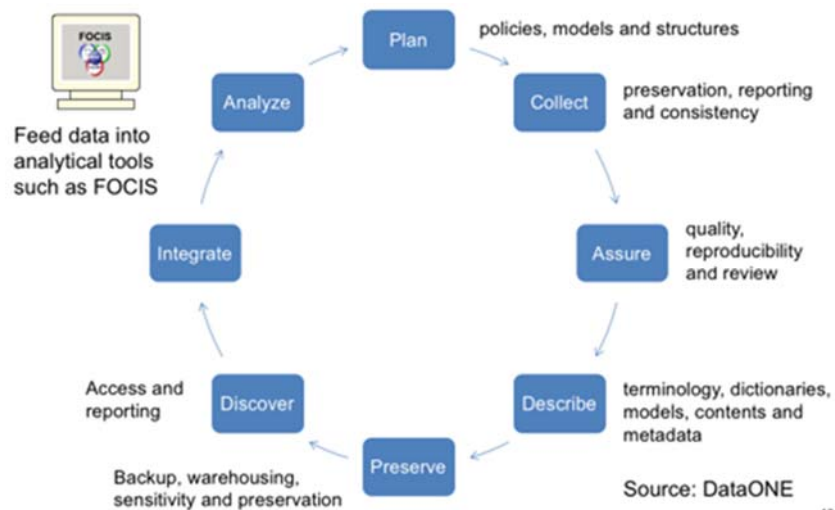 FOCIS
Plan
policies, models and structures
Analyze
Collect
preservation, reporting
and consistency
Feed data into
analytical tools
such as FOCIS
Integrate
Assure
quality,
reproducibility
and review
Access and
reporting
Discover
Describe
terminology, dictionaries,
models, contents and
metadata
Preserve
Backup, warehousing,
sensitivity and preservation
Source: DataONE